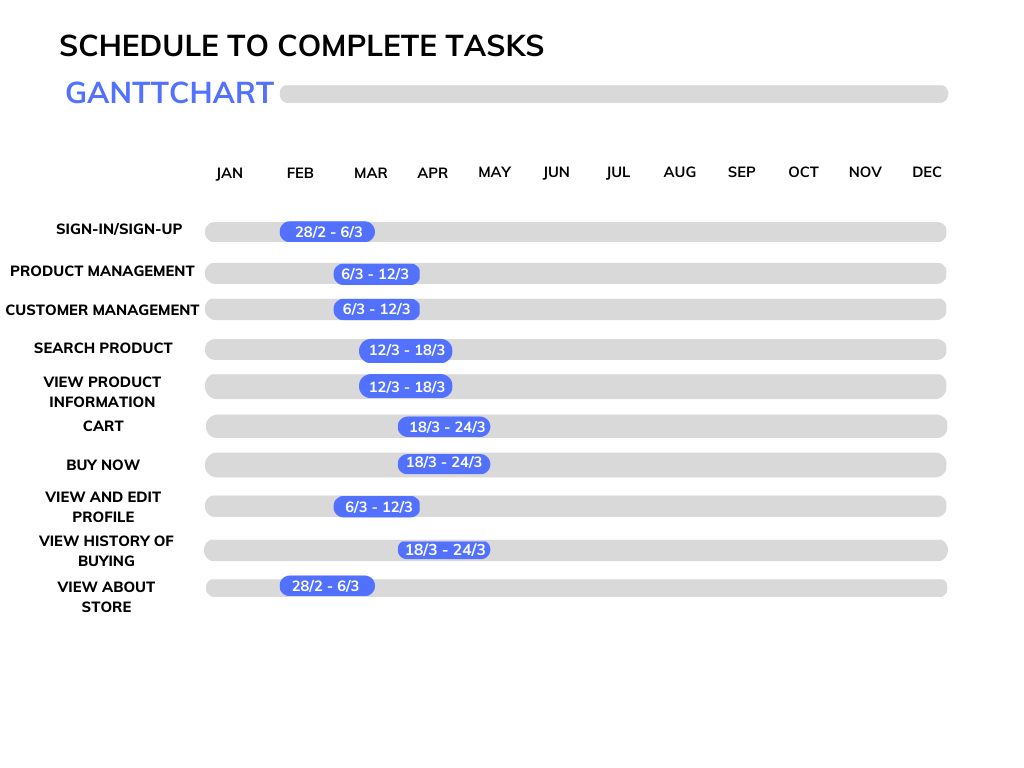 SCHEDULE TO COMPLETE TASKS
GANTTCHART
JAN FEB MAR APR MAY JUN JUL AUG SEP OCT NOV DEC
SIGN-IN/SIGN-UP 28/2 - 6/3
PRODUCT MANAGEMENT 6/3 - 12/3
CUSTOMER MANAGEMENT 6/3 - 12/3
SEARCH PRODUCT 12/3 - 18/3
VIEW PRODUCT
INFORMATION
12/3 - 18/3
CART 18/3 - 24/3
BUY NOW 18/3 - 24/3
VIEW AND EDIT
PROFILE
6/3 - 12/3
VIEW HISTORY OF
BUYING
18/3 - 24/3
VIEW ABOUT
STORE
28/2 - 6/3